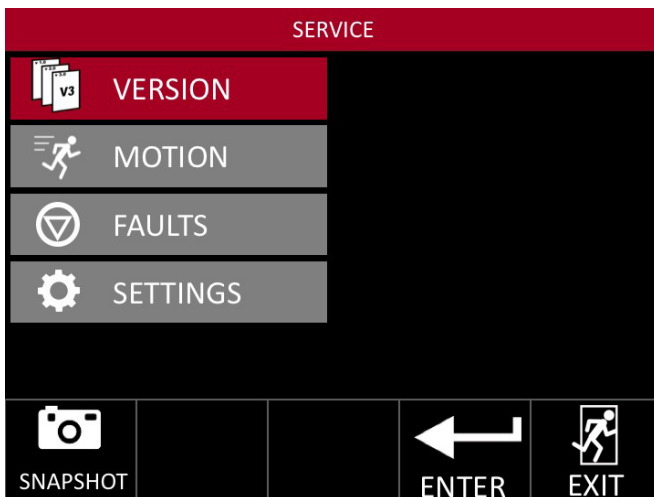 SERVICE
V3
VERSION
MOTION
FAULTS
SETTINGS
SNAPSHOT
ENTER
EXIT